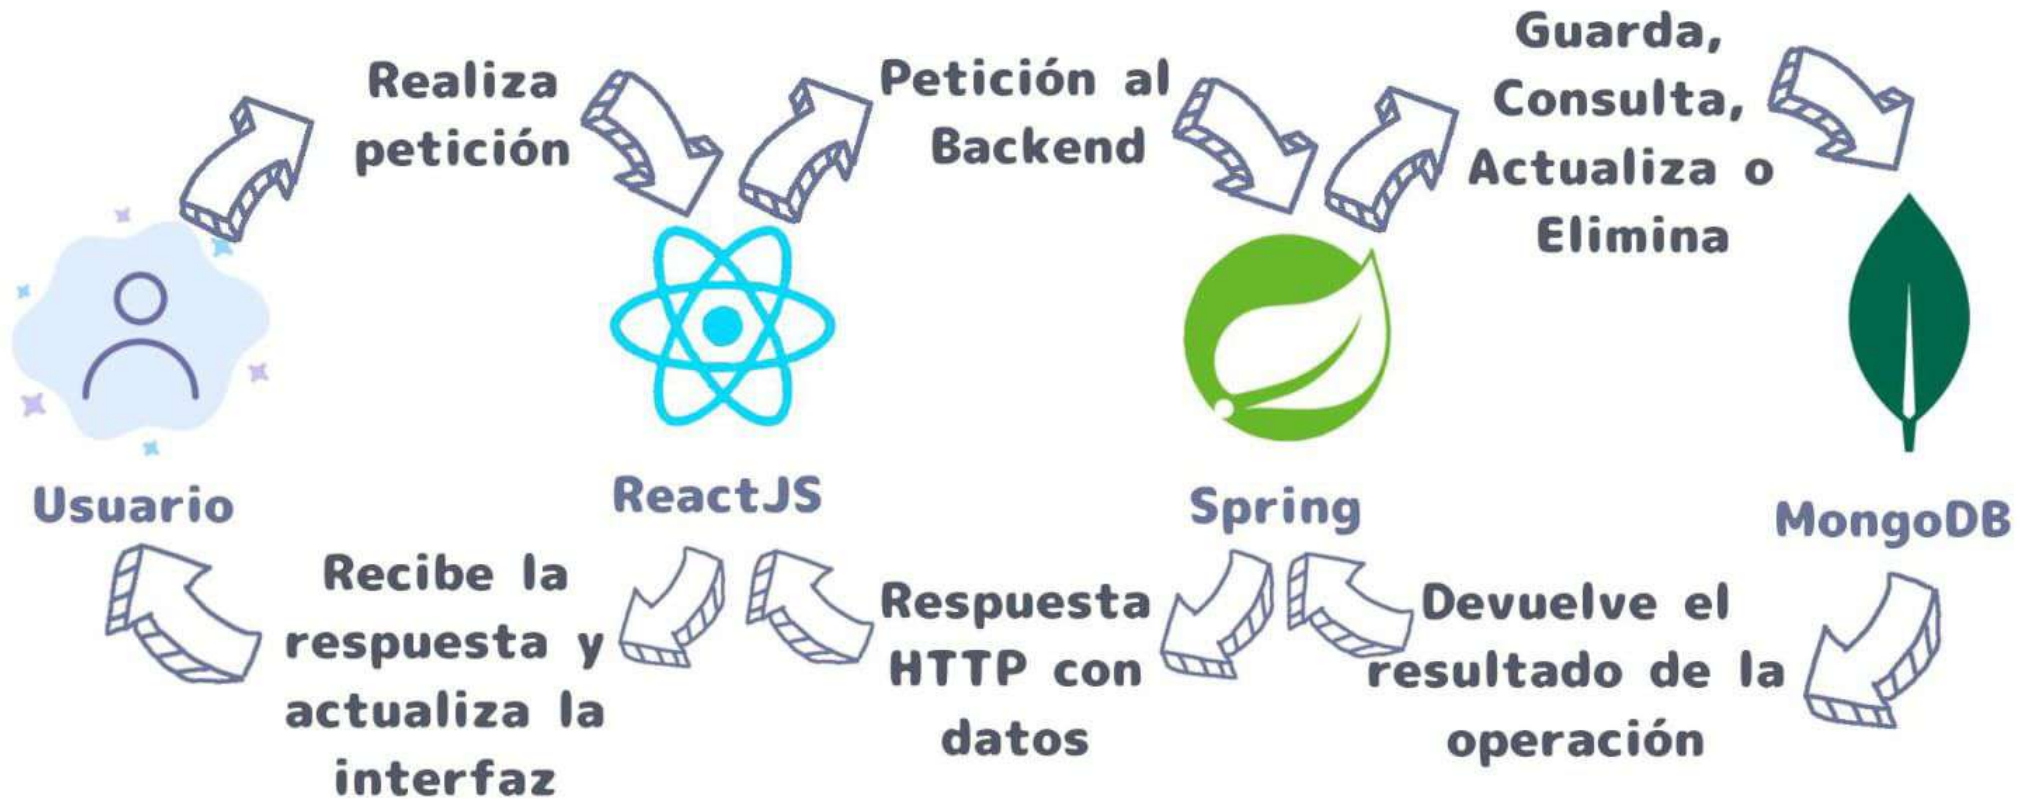 Realiza
petición
Petición al
Backend
Guarda,
Consulta,
Actualiza o
Elimina
Usuario
ReactJS
Spring
MongoDB
Recibe la
respuesta y
actualiza la
interfaz
Respuesta
HTTP con
datos
Devuelve el
resultado de la
operación